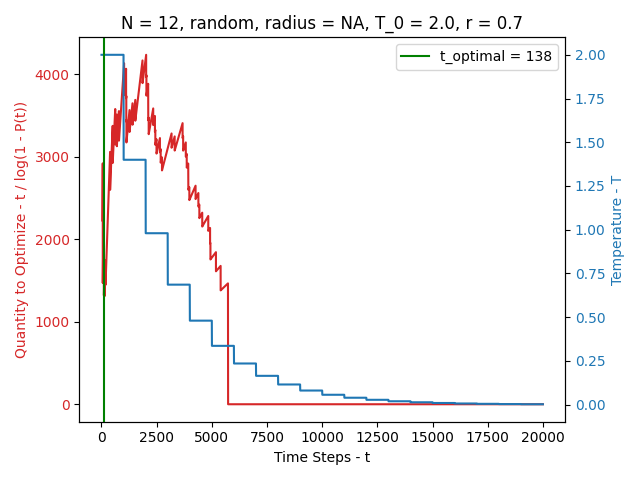 N = 12, random, radius = NA, T_0 = 2.0, r = 0.7
t_optimal = 138
Quantity to Optimize - t / log(1 - P(t))
4000
3000
2000
1000
0
Temperature - T
2.00
1.75
1.50
1.25
1.00
0.75
0.50
0.25
0.00
0 2500 5000 7500 10000 12500 15000 17500 20000
Time Steps - t